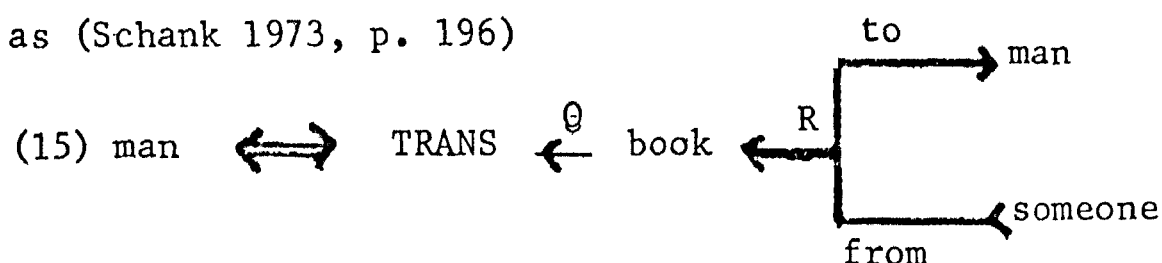 as (Schank 1973, p. 196)
to
man
(15) man TRANS O book R
someone
from